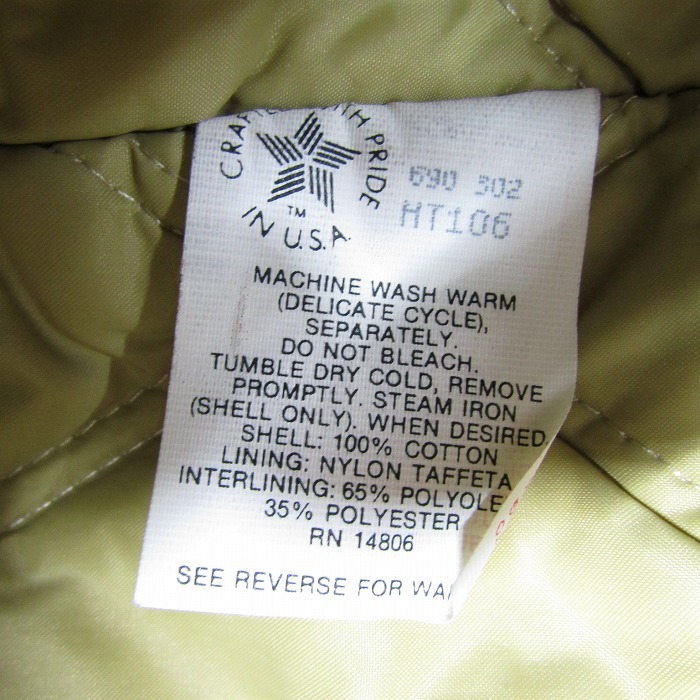 CRAFTED WITH PRIDE
IN U.S.A.
TM
690 302
HT106
MACHINE WASH WARM
(DELICATE CYCLE),
SEPARATELY.
DO NOT BLEACH.
TUMBLE DRY COLD, REMOVE
PROMPTLY. STEAM IRON
(SHELL ONLY). WHEN DESIRED.
SHELL: 100% COTTON
LINING: NYLON TAFFETA
INTERLINING: 65% POLYOLE
35% POLYESTER
RN 14806
SEE REVERSE FOR WA